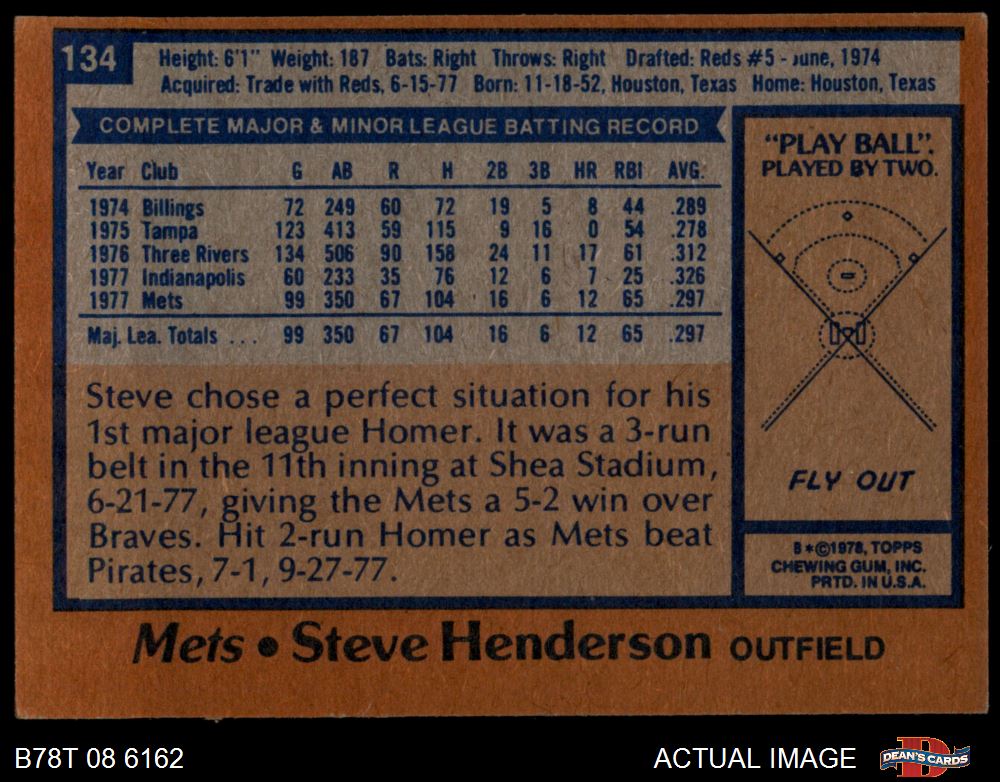 134
Height: 6'1" Weight: 187 Bats: Right Throws: Right Drafted: Reds #5 - June, 1974
Acquired: Trade with Reds, 6-15-77 Born: 11-18-52, Houston, Texas Home: Houston, Texas
COMPLETE MAJOR & MINOR LEAGUE BATTING RECORD
Year Club G AB R H 2B 3B HR RBI AVG.
1974 Billings 72 249 60 72 19 5 8 44 .289
1975 Tampa 123 413 59 115 9 16 0 54 .278
1976 Three Rivers 134 506 90 158 24 11 17 61 .312
1977 Indianapolis 60 233 35 76 12 6 7 25 .326
1977 Mets 99 350 67 104 16 6 12 65 .297
Maj. Lea. Totals ... 99 350 67 104 16 6 12 65 .297
Steve chose a perfect situation for his
1st major league Homer. It was a 3-run
belt in the 11th inning at Shea Stadium,
6-21-77, giving the Mets a 5-2 win over
Braves. Hit 2-run Homer as Mets beat
Pirates, 7-1, 9-27-77.
"PLAY BALL".
PLAYED BY TWO.
FLY OUT
B*©1978, TOPPS
CHEWING GUM, INC.
PRTD. IN U.S.A.
Mets • Steve Henderson OUTFIELD
B78T 08 6162
ACTUAL IMAGE
DEAN'S CARDS